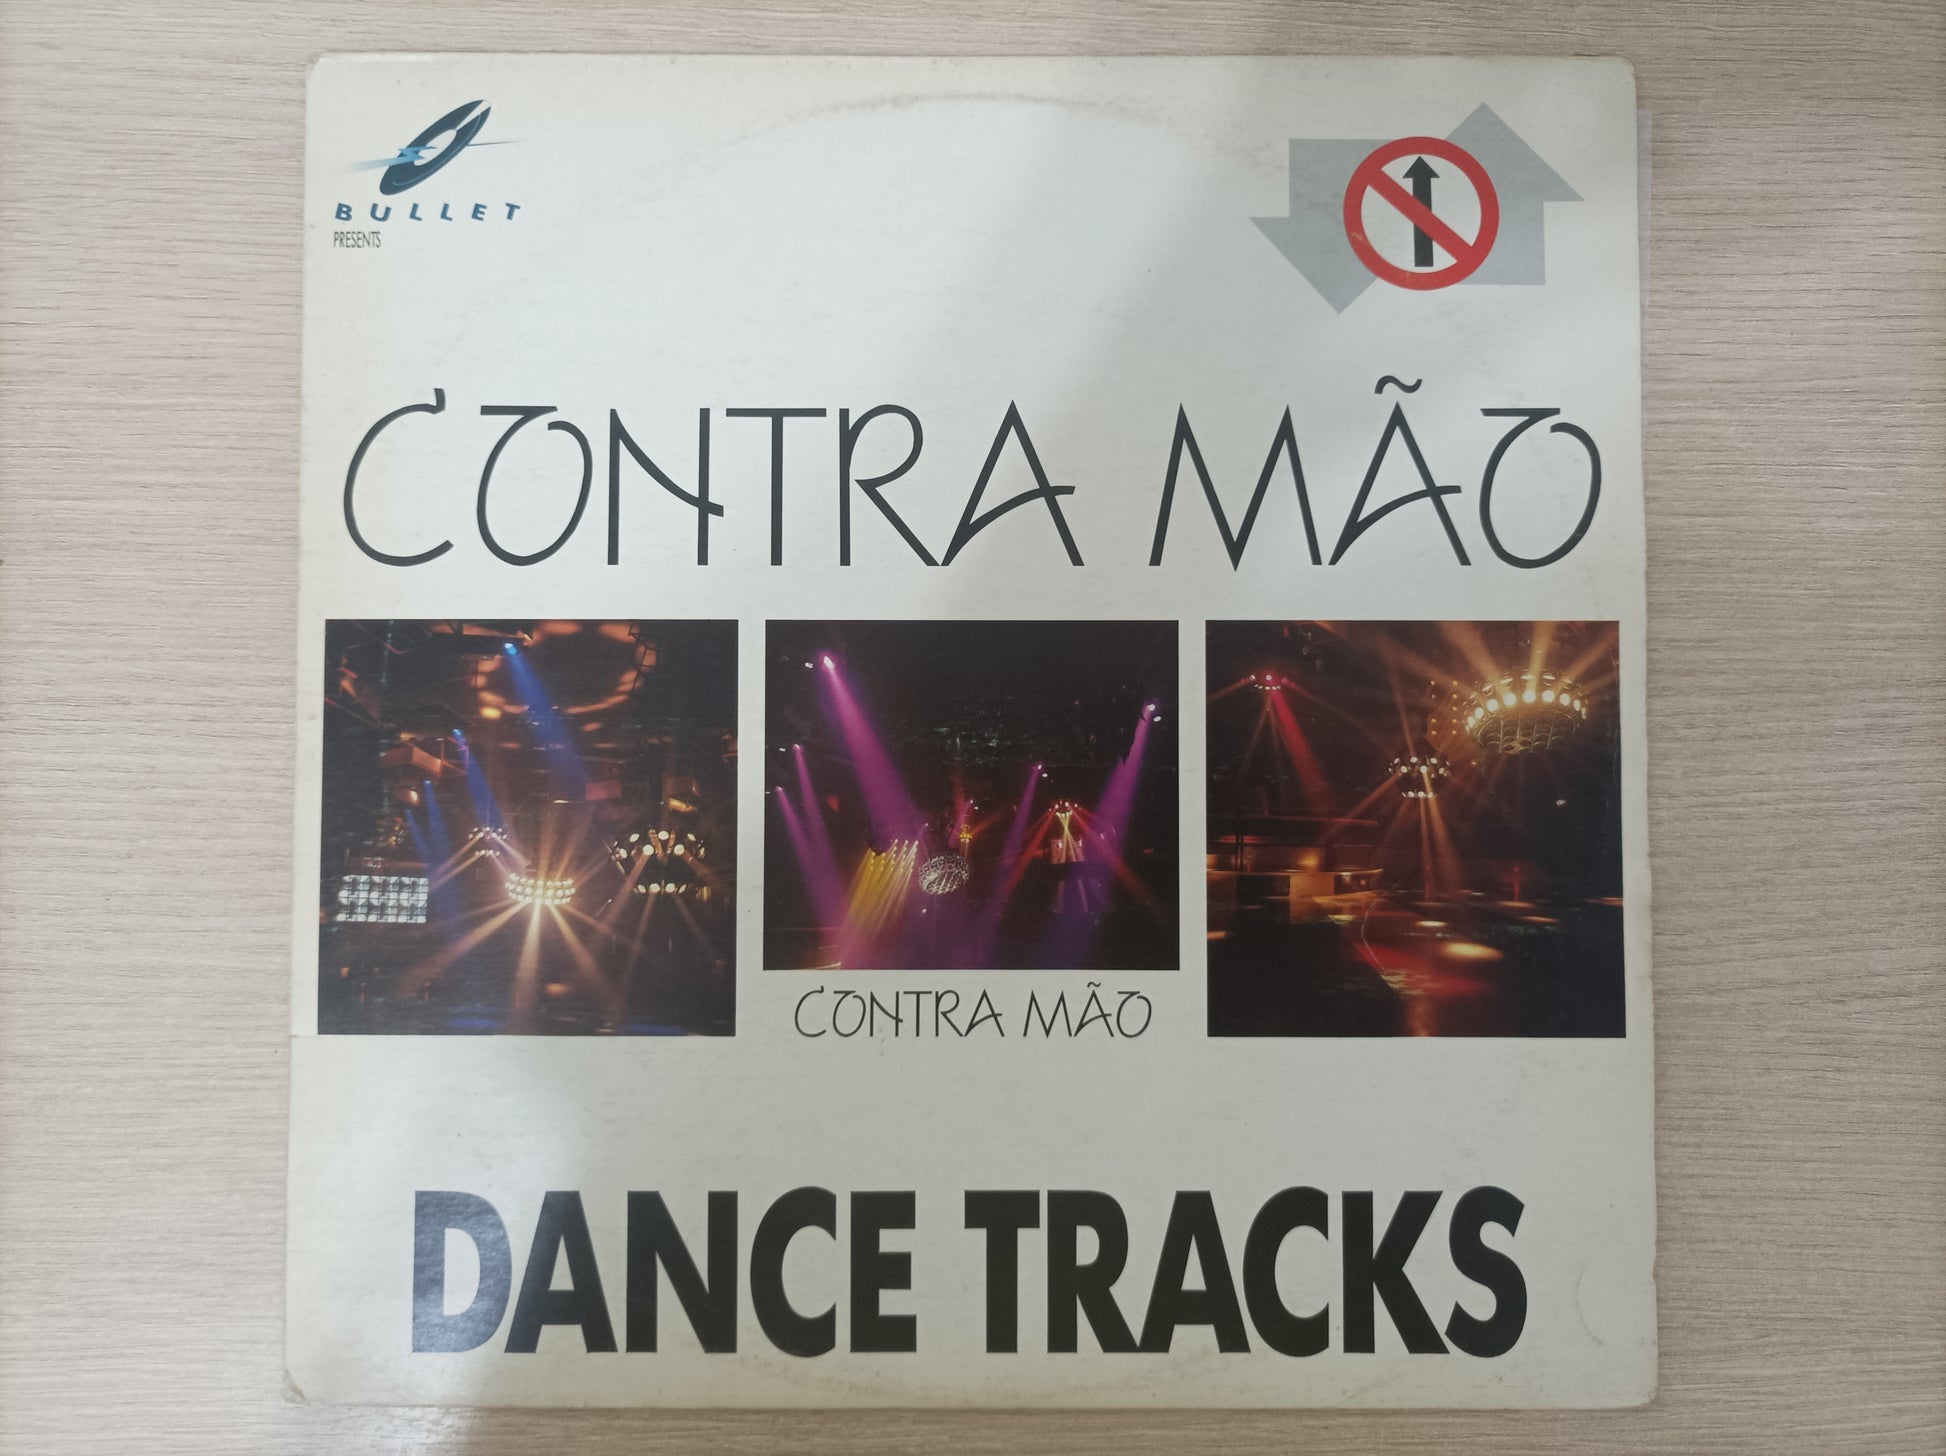 BULLET
PRESENTS
CONTRA MÃO
CONTRA MÃO
DANCE TRACKS